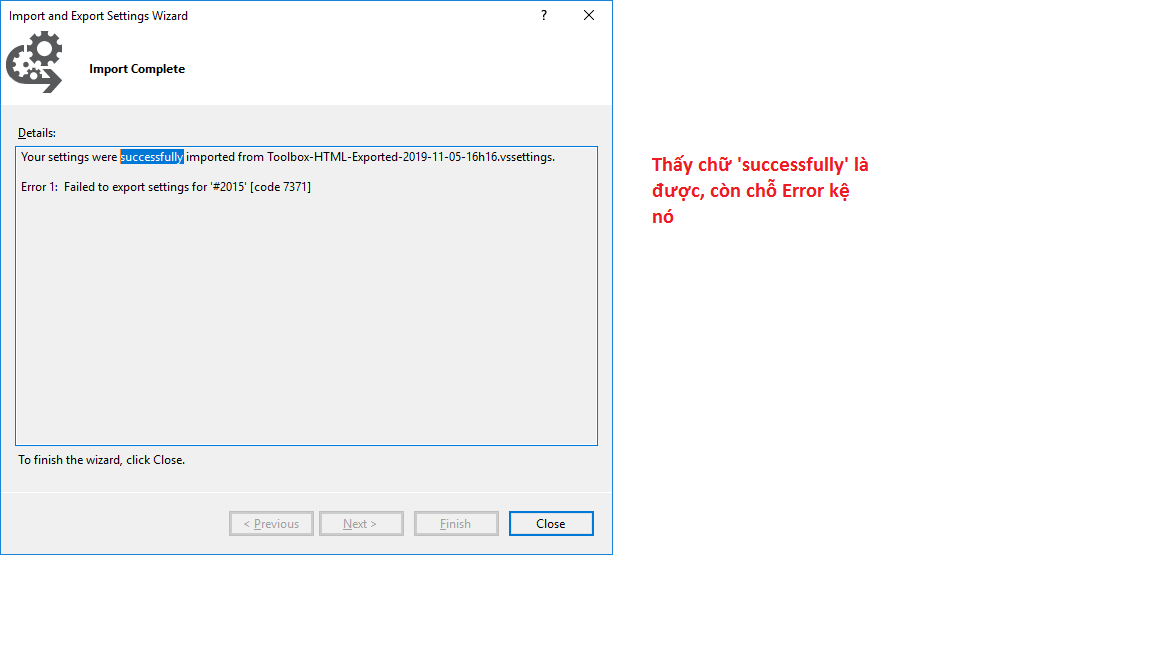 Import and Export Settings Wizard
?
Import Complete
Details:
Your settings were successfully imported from Toolbox-HTML-Exported-2019-11-05-16h16.vssettings.
Error 1:  Failed to export settings for '#2015' [code 7371]
To finish the wizard, click Close.
< Previous
Next >
Finish
Close
Thấy chữ 'successfully' là
được, còn chỗ Error kệ
nó